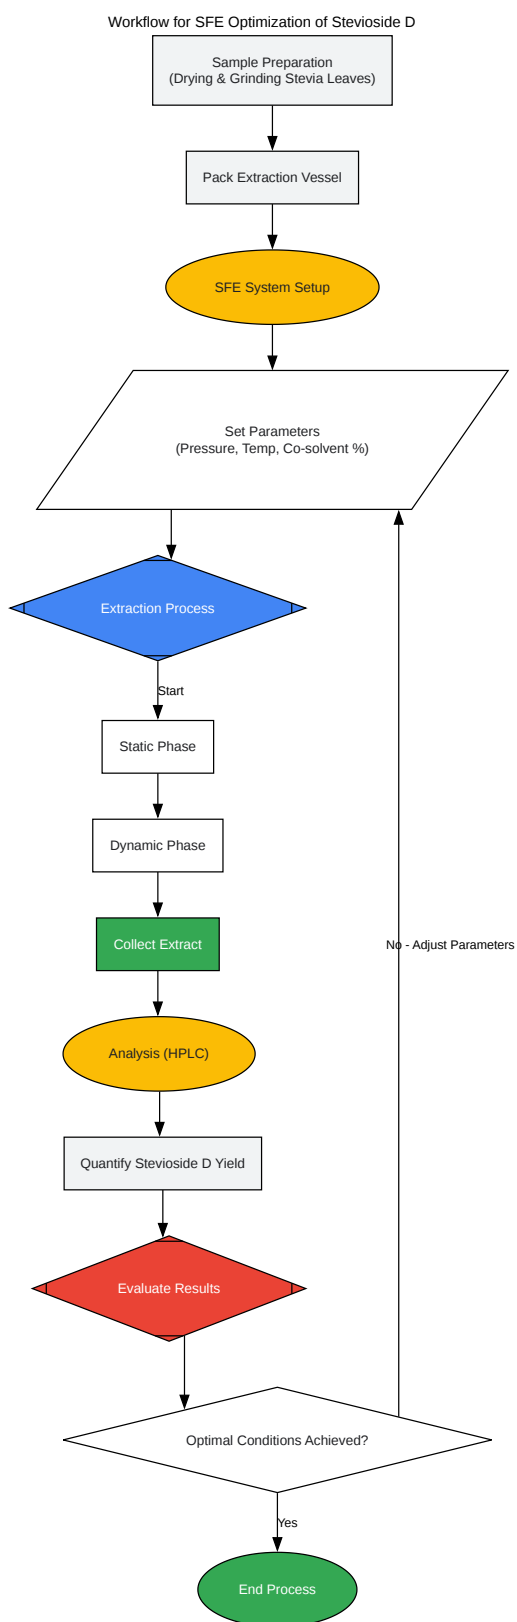 Workflow for SFE Optimization of Stevioside D
Sample Preparation
(Drying & Grinding Stevia Leaves)
Pack Extraction Vessel
SFE System Setup
Set Parameters
(Pressure, Temp, Co-solvent %)
Extraction Process
Start
Static Phase
Dynamic Phase
Collect Extract
No - Adjust Parameters
Analysis (HPLC)
Quantify Stevioside D Yield
Evaluate Results
Optimal Conditions Achieved?
Yes
End Process